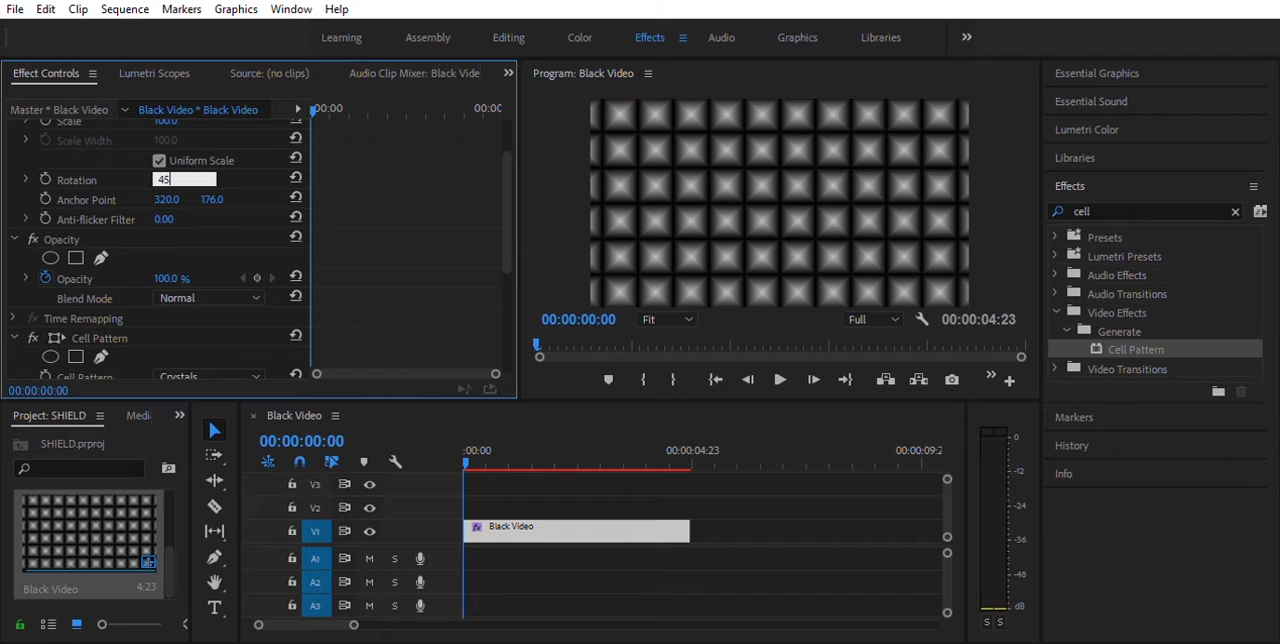 File Edit Clip Sequence Markers Graphics Window Help
Learning Assembly Editing Color Effects Audio Graphics Libraries
Effect Controls Lumetri Scopes Source: (no clips) Audio Clip Mixer: Black Vide
Program: Black Video
Master * Black Video Black Video * Black Video :00:00 00:0
Scale 100.0
Scale Width 100.0
Uniform Scale
Rotation 45
Anchor Point 320.0 176.0
Anti-flicker Filter 0.00
fx Opacity
Opacity 100.0 %
Blend Mode Normal
fx Time Remapping
fx Cell Pattern
Cell Pattern Crystals
00:00:00:00
00:00:00:00 Fit Full 00:00:04:23
Essential Graphics
Essential Sound
Lumetri Color
Libraries
Effects
cell
Presets
Lumetri Presets
Audio Effects
Audio Transitions
Video Effects
Generate
Cell Pattern
Video Transitions
Markers
History
Info
Project: SHIELD Medi
SHIELD.prproj
Black Video 4:23
× Black Video
00:00:00:00
:00:00 00:00:04:23 00:00:09:2
V3
V2
V1 fx Black Video
A1 M S
A2 M S
A3 M S
T
0
-12
-24
-36
-48
dB
S S